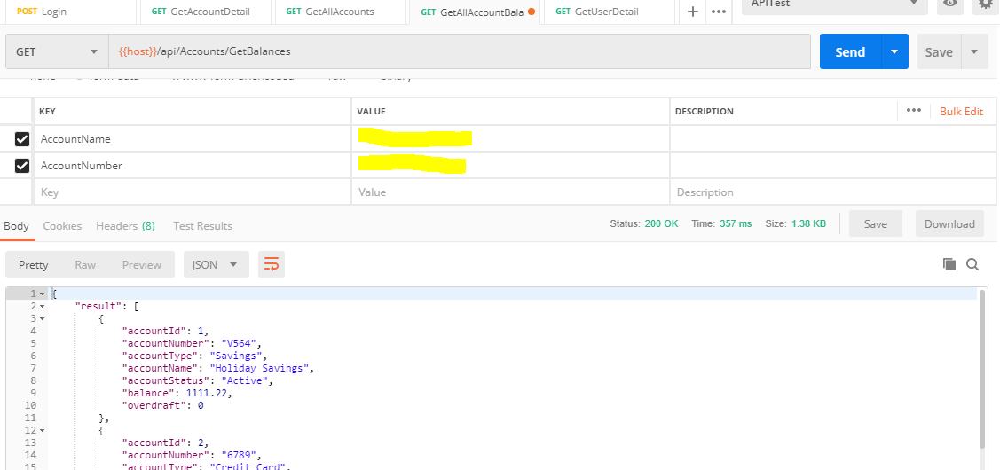 POST Login GET GetAccountDetail GET GetAllAccounts GET GetAllAccountBala GET GetUserDetail + ••• APITest
GET {{host}}/api/Accounts/GetBalances Send Save
KEY VALUE DESCRIPTION ••• Bulk Edit
AccountName
AccountNumber
Key Value Description
Body Cookies Headers (8) Test Results Status: 200 OK Time: 357 ms Size: 1.38 KB Save Download
Pretty Raw Preview JSON
1 {
2 "result": [
3 {
4 "accountId": 1,
5 "accountNumber": "V564",
6 "accountType": "Savings",
7 "accountName": "Holiday Savings",
8 "accountStatus": "Active",
9 "balance": 1111.22,
10 "overdraft": 0
11 },
12 {
13 "accountId": 2,
14 "accountNumber": "6789",
15 "accountType": "Credit Card",